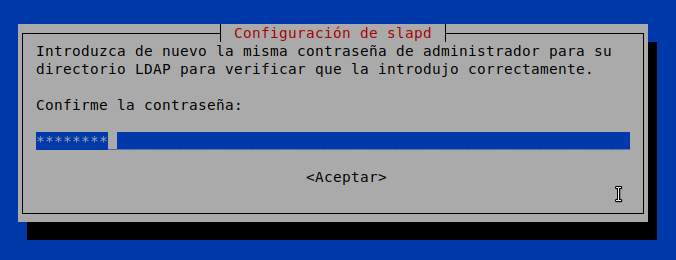 Configuración de slapd
Introduzca de nuevo la misma contraseña de administrador para su
directorio LDAP para verificar que la introdujo correctamente.
Confirme la contraseña:
********
<Aceptar>